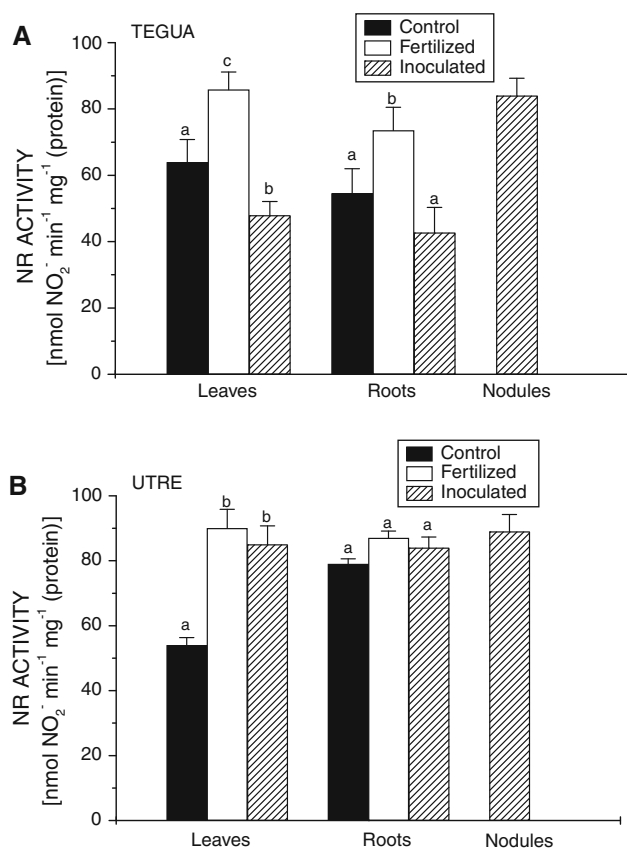 A
TEGUA
Control
Fertilized
Inoculated
NR ACTIVITY
[nmol NO₂⁻ min⁻¹ mg⁻¹ (protein)]
100
80
60
40
20
0
a
c
b
a
b
a
Leaves
Roots
Nodules
B
UTRE
Control
Fertilized
Inoculated
NR ACTIVITY
[nmol NO₂⁻ min⁻¹ mg⁻¹ (protein)]
100
80
60
40
20
0
a
b
b
a
a
a
Leaves
Roots
Nodules